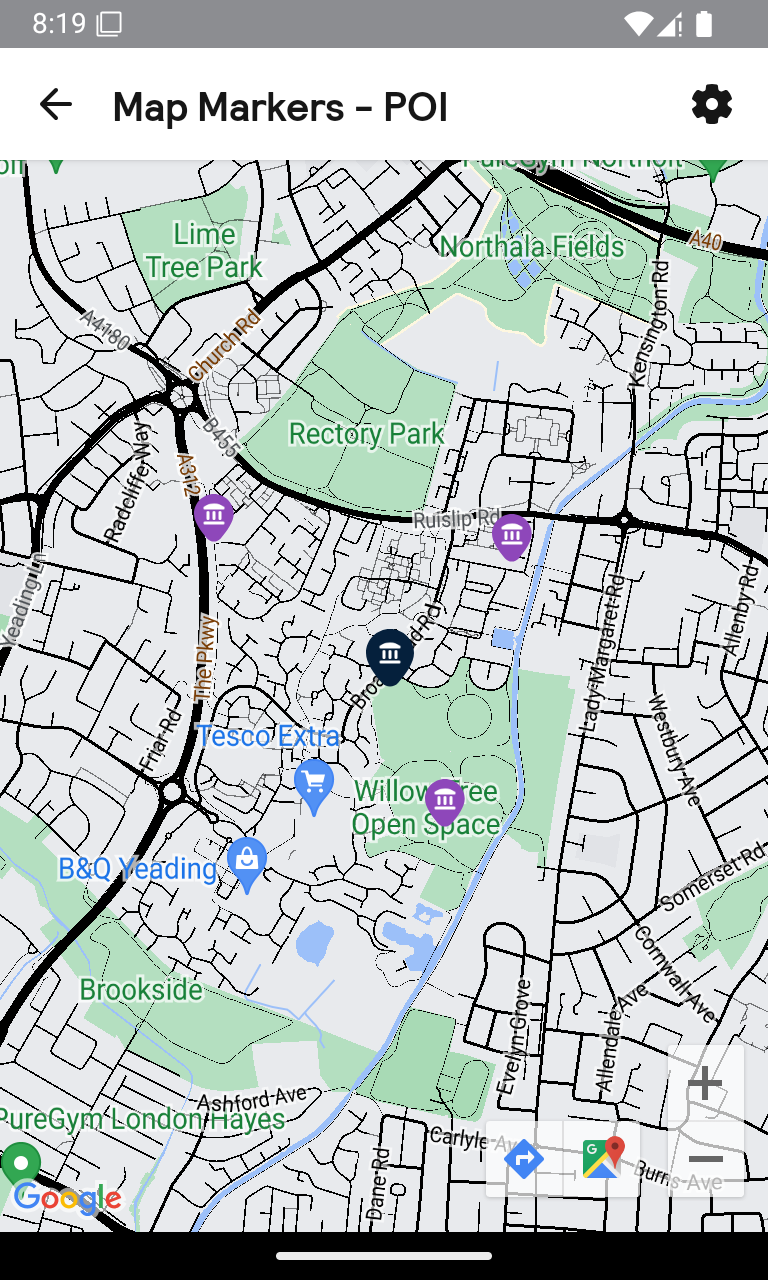 8:19
Map Markers - POI
PureGym Northolt
Lime
Tree Park
Northala Fields
A40
Kensington Rd
A4180
Church Rd
B455
Rectory Park
Radcliffe Way
A312
Ruislip Rd
Yeading Ln
Lady Margaret Rd
Allenby Rd
The Pkwy
Friar Rd
Tesco Extra
Westbury Ave
Willow Tree
Open Space
B&Q Yeading
Somerset Rd
Cornwall Ave
Brookside
Evelyn Grove
Allendale Ave
Ashford Ave
PureGym London Hayes
Carlyle Av
Dane Rd
Burns Ave
Google
G